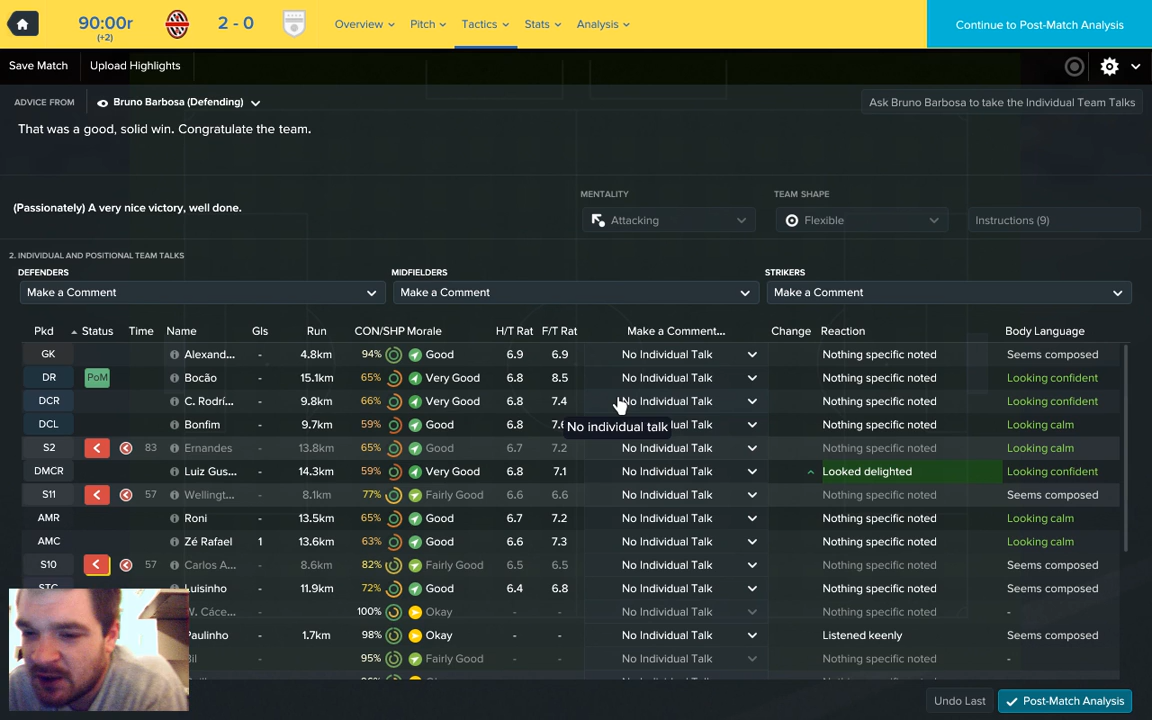 90:00r
(+2)
2 - 0
Overview
Pitch
Tactics
Stats
Analysis
Continue to Post-Match Analysis
Save Match
Upload Highlights
ADVICE FROM
Bruno Barbosa (Defending)
Ask Bruno Barbosa to take the Individual Team Talks
That was a good, solid win. Congratulate the team.
MENTALITY
TEAM SHAPE
(Passionately) A very nice victory, well done.
Attacking
Flexible
Instructions (9)
2. INDIVIDUAL AND POSITIONAL TEAM TALKS
DEFENDERS
MIDFIELDERS
STRIKERS
Make a Comment
Make a Comment
Make a Comment
Pkd Status Time Name Gls Run CON/SHP Morale H/T Rat F/T Rat Make a Comment... Change Reaction Body Language
GK Alexand... - 4.8km 94% Good 6.9 6.9 No Individual Talk Nothing specific noted Seems composed
DR PoM Bocão - 15.1km 65% Very Good 6.8 8.5 No Individual Talk Nothing specific noted Looking confident
DCR C. Rodrí... - 9.8km 66% Very Good 6.8 7.4 No Individual Talk Nothing specific noted Looking confident
No individual talk
DCL Bonfim - 9.7km 59% Good 6.8 Talk Nothing specific noted Looking calm
S2 83 Ernandes - 13.8km 65% Good 6.7 7.2 No Individual Talk Nothing specific noted Looking calm
DMCR Luiz Gus... - 14.3km 59% Very Good 6.8 7.1 No Individual Talk Looked delighted Looking confident
S11 57 Wellingt... - 8.1km 77% Fairly Good 6.6 6.6 No Individual Talk Nothing specific noted Seems composed
AMR Roni - 13.5km 65% Good 6.7 7.2 No Individual Talk Nothing specific noted Looking calm
AMC Zé Rafael 1 13.6km 63% Good 6.6 7.3 No Individual Talk Nothing specific noted Looking calm
S10 57 Carlos A... - 8.6km 82% Fairly Good 6.5 6.5 No Individual Talk Nothing specific noted Seems composed
STC Luisinho - 11.9km 72% Good 6.4 6.8 No Individual Talk Nothing specific noted Seems composed
W. Các​e... 100% Okay - - No Individual Talk Nothing specific noted -
Paulinho - 1.7km 98% Okay - - No Individual Talk Listened keenly Seems composed
95% Fairly Good - - No Individual Talk Nothing specific noted -
Undo Last
Post-Match Analysis